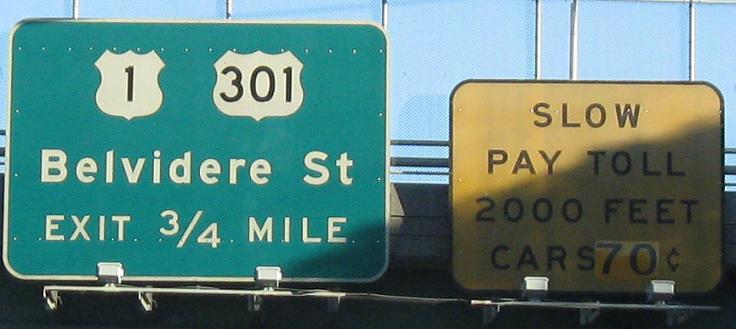 1 301
Belvidere St
EXIT 3/4 MILE
SLOW
PAY TOLL
2000 FEET
CARS 70¢